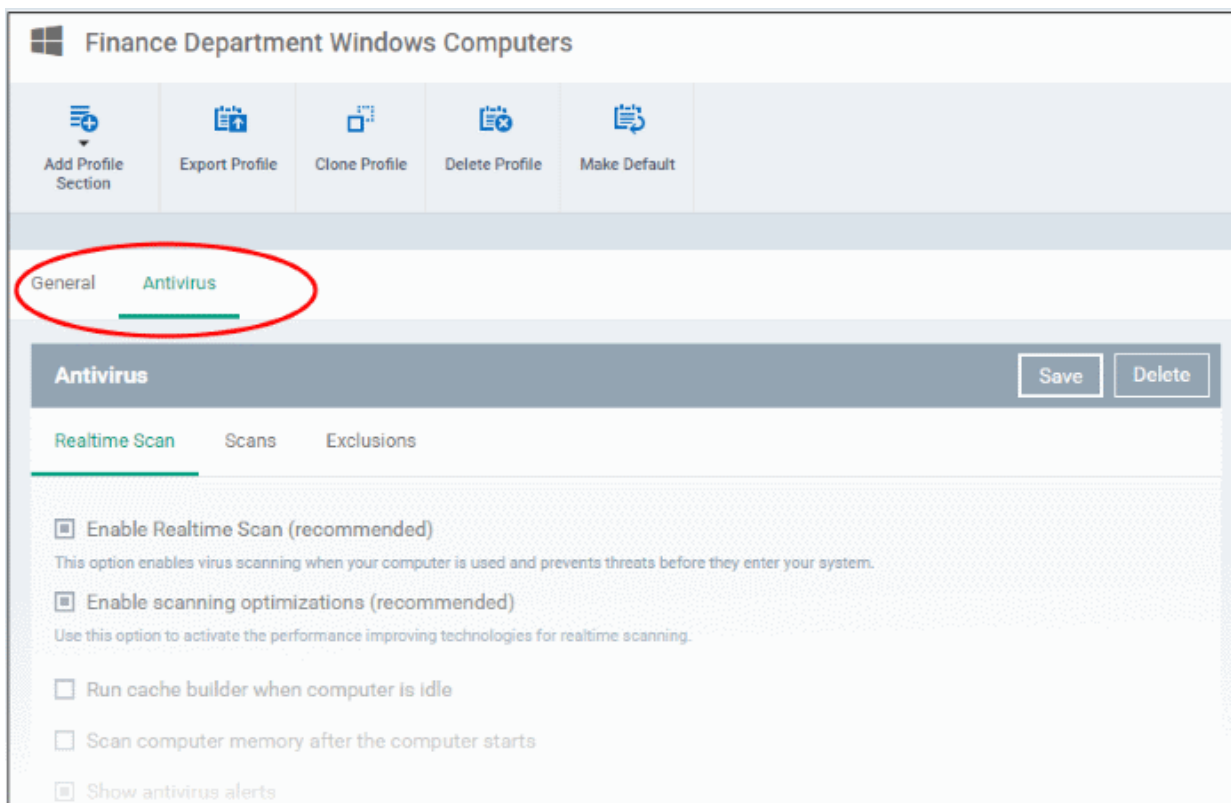 Finance Department Windows Computers
Add Profile
Section
Export Profile
Clone Profile
Delete Profile
Make Default
General
Antivirus
Antivirus
Save
Delete
Realtime Scan
Scans
Exclusions
Enable Realtime Scan (recommended)
This option enables virus scanning when your computer is used and prevents threats before they enter your system.
Enable scanning optimizations (recommended)
Use this option to activate the performance improving technologies for realtime scanning.
Run cache builder when computer is idle
Scan computer memory after the computer starts
Show antivirus alerts